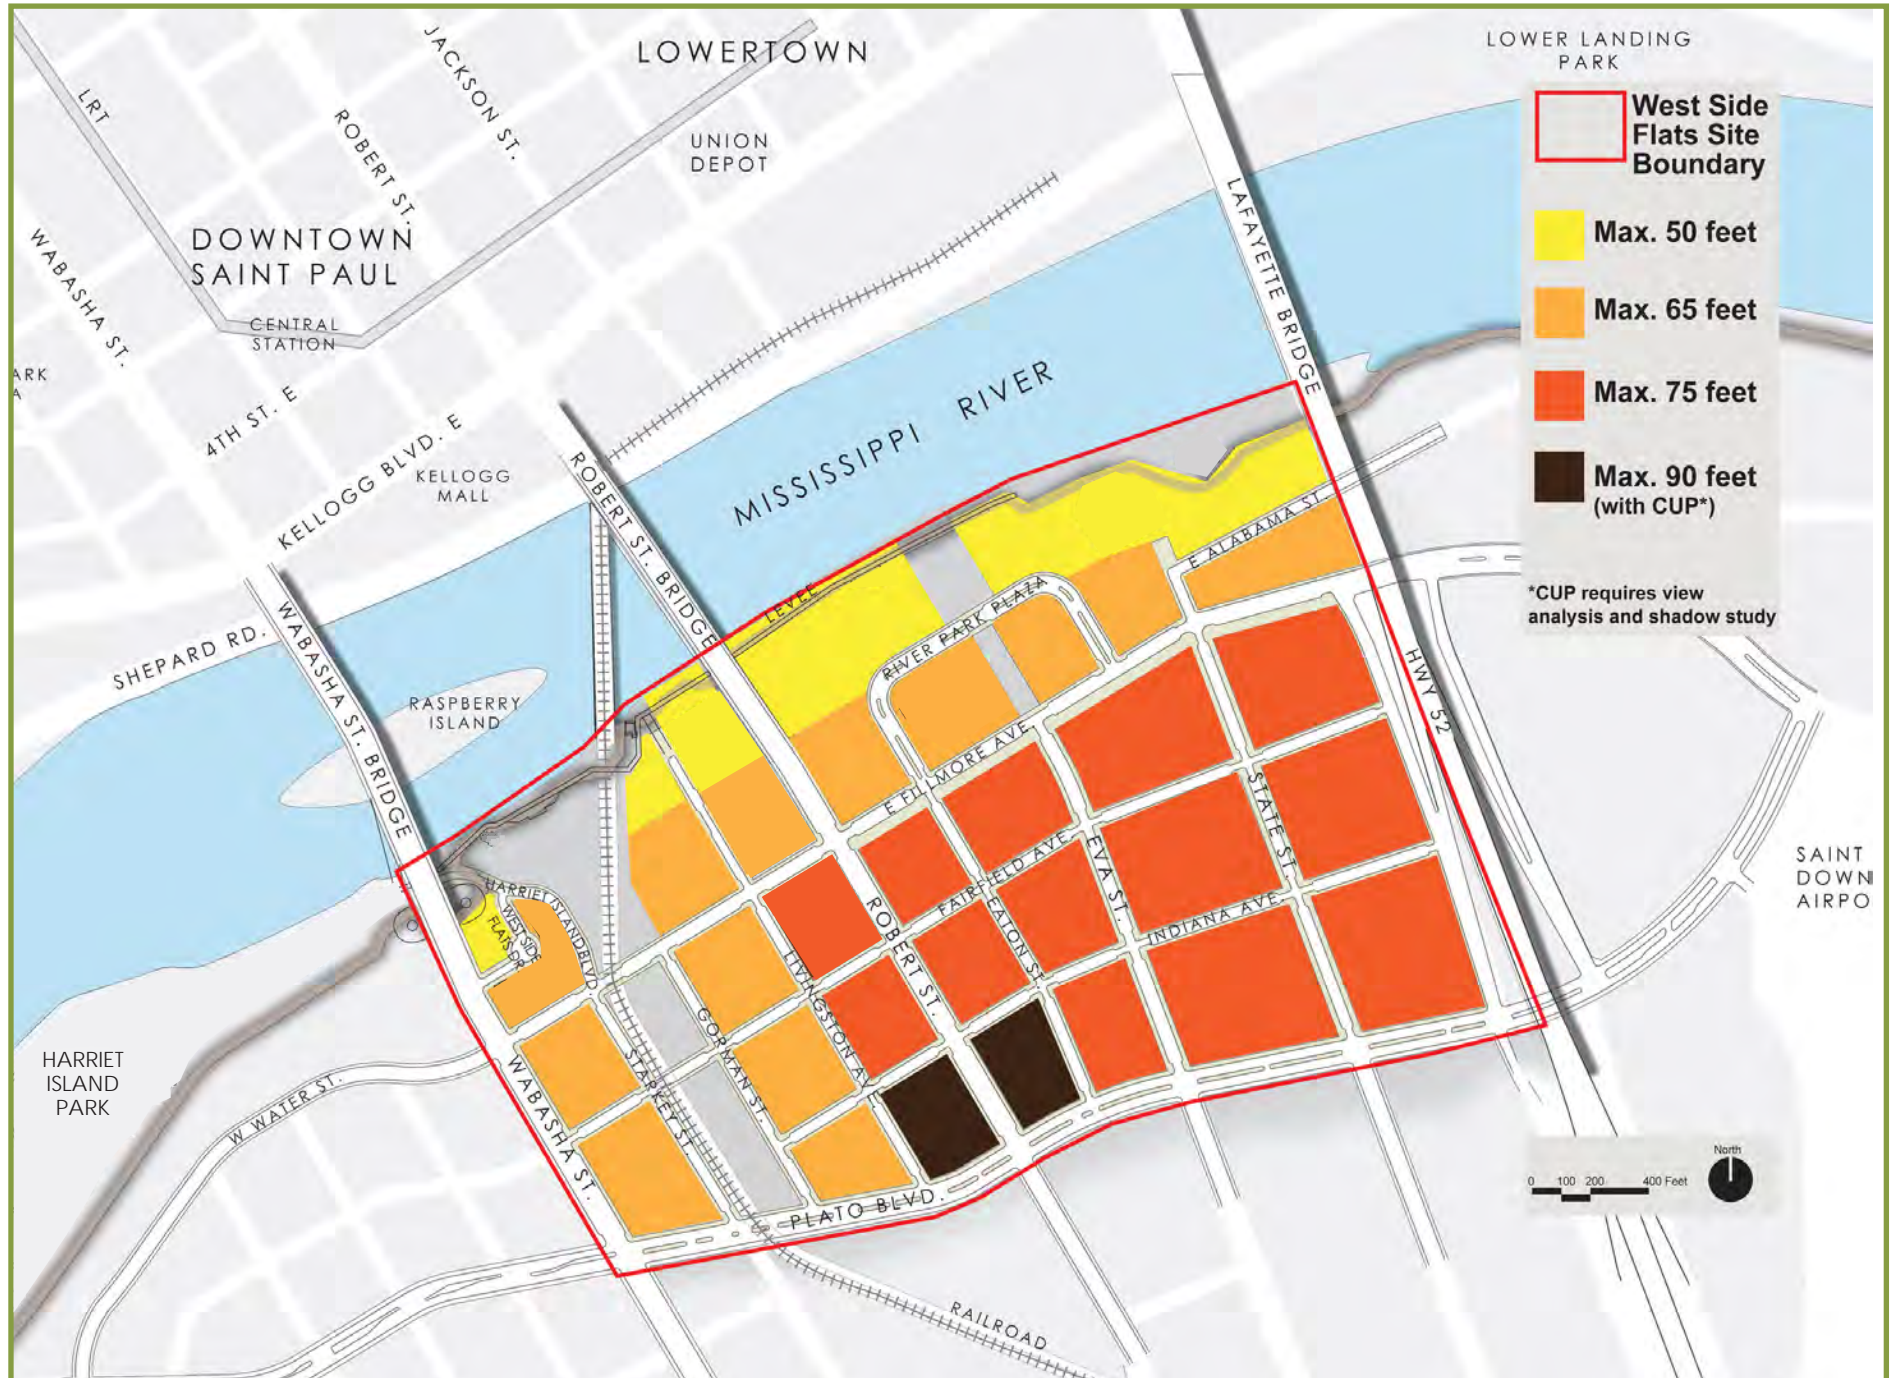 LOWERTOWN
LOWER LANDING
PARK
JACKSON ST.
LRT
ROBERT ST.
UNION
DEPOT
West Side
Flats Site
Boundary
DOWNTOWN
SAINT PAUL
WABASHA ST.
LAFAYETTE BRIDGE
Max. 50 feet
CENTRAL
STATION
Max. 65 feet
ARK
4TH ST. E
KELLOGG BLVD. E
KELLOGG
MALL
MISSISSIPPI RIVER
Max. 75 feet
Max. 90 feet
(with CUP*)
*CUP requires view
analysis and shadow study
ROBERT ST. BRIDGE
E ALABAMA ST.
LEVEE
RIVER PARK PLAZA
SHEPARD RD.
WABASHA ST. BRIDGE
RASPBERRY
ISLAND
HWY 52
E FILLMORE AVE.
STATE ST.
FAIRFIELD AVE.
EVA ST.
SAINT
DOWN
AIRPO
HARRIET ISLAND BLVD.
WEST SIDE
FLATS DR.
ROBERT ST.
EATON ST.
INDIANA AVE.
LIVINGSTON AVE.
GORMAN ST.
STARKEY ST.
WABASHA ST.
HARRIET
ISLAND
PARK
W WATER ST.
PLATO BLVD.
RAILROAD
North
0 100 200 400 Feet